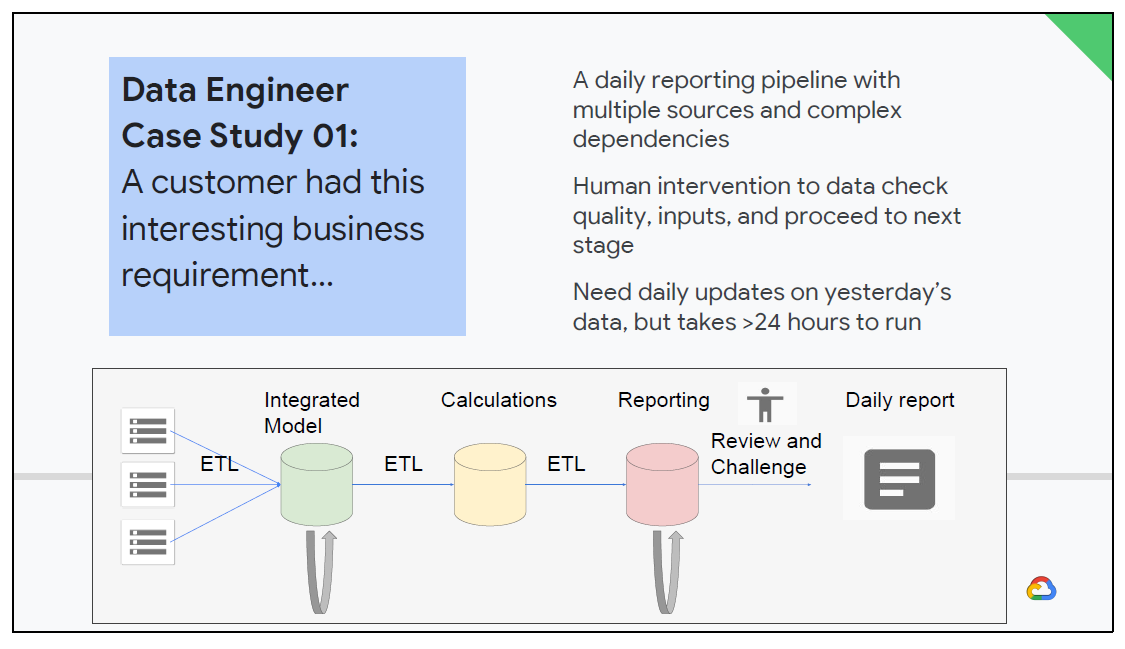 Data Engineer
Case Study 01:
A customer had this
interesting business
requirement...
A daily reporting pipeline with
multiple sources and complex
dependencies
Human intervention to data check
quality, inputs, and proceed to next
stage
Need daily updates on yesterday's
data, but takes >24 hours to run
Integrated
Model
Calculations
Reporting
Daily report
Review and
Challenge
ETL
ETL
ETL